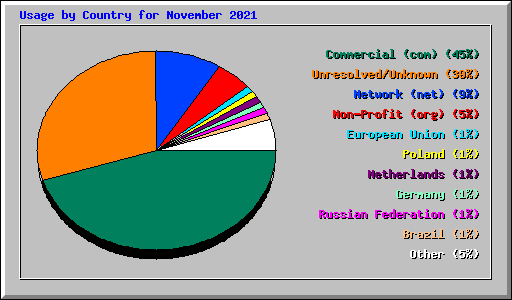 Usage by Country for November 2021
Commercial (com) (45%)
Unresolved/Unknown (30%)
Network (net) (9%)
Non-Profit (org) (5%)
European Union (1%)
Poland (1%)
Netherlands (1%)
Germany (1%)
Russian Federation (1%)
Brazil (1%)
Other (5%)